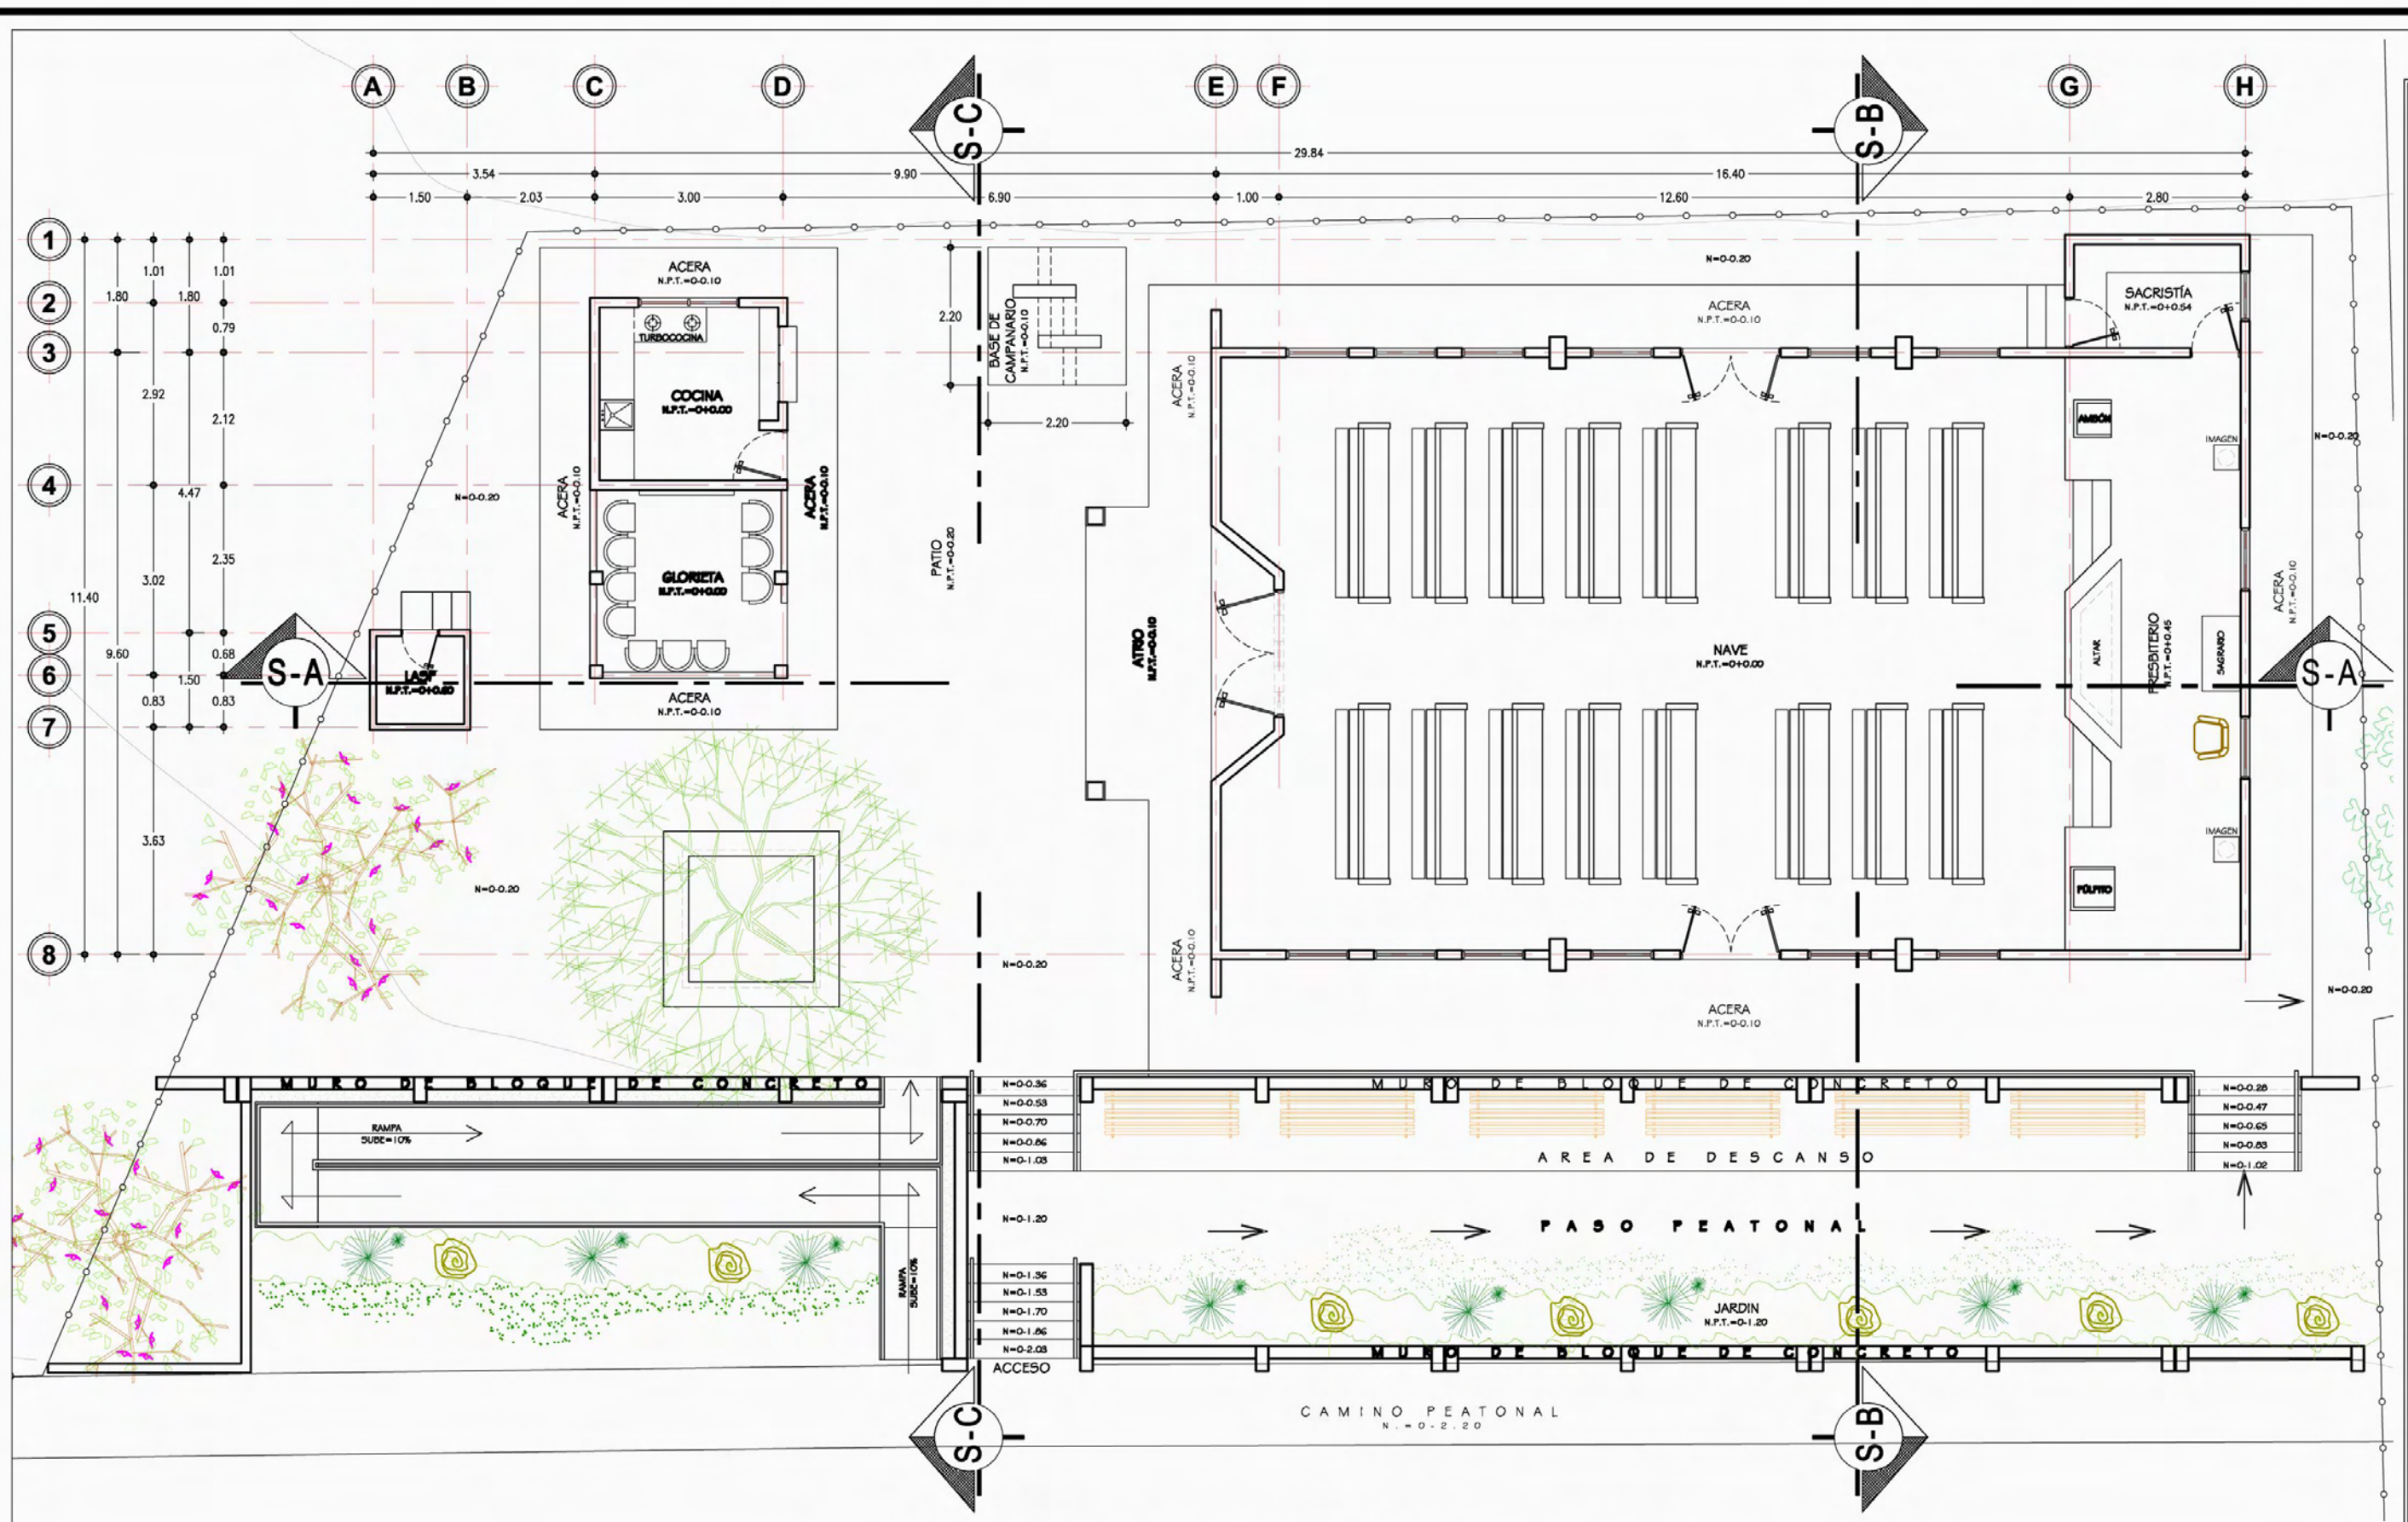 A B C D S-C E F S-B G H
29.84
3.54 9.90 16.40
1.50 2.03 3.00 6.90 1.00 12.60 2.80
1
1.01 1.01
1.80 1.80
2
0.79
3
2.92 2.12
4
4.47
2.35
3.02
11.40
5
9.60 0.68
6
1.50
0.83 0.83
7
3.63
8
ACERA
N.P.T.=0-0.10
TURBOCOCINA
COCINA
N.P.T.=0+0.00
ACERA
N.P.T.=0-0.10
ACERA
N.P.T.=0-0.10
GLORIETA
N.P.T.=0+0.00
ACERA
N.P.T.=0-0.10
N=0-0.20
S-A
LASF
N.P.T.=0+0.60
N=0-0.20
2.20
BASE DE
CAMPANARIO
N.P.T.=0-0.10
2.20
PATIO
N.P.T.=0-0.20
N=0-0.20
ATRIO
N.P.T.=0-0.10
ACERA
N.P.T.=0-0.10
ACERA
N.P.T.=0-0.10
N=0-0.20
ACERA
N.P.T.=0-0.10
SACRISTÍA
N.P.T.=0+0.54
AMBÓN
IMAGEN
N=0-0.20
NAVE
N.P.T.=0+0.00
ALTAR
PRESBITERIO
N.P.T.=0+0.45
SAGRARIO
ACERA
N.P.T.=0-0.10
S-A
IMAGEN
PÚLPITO
N=0-0.20
ACERA
N.P.T.=0-0.10
MURO DE BLOQUE DE CONCRETO
MURO DE BLOQUE DE CONCRETO
N=0-0.36
N=0-0.53
N=0-0.70
N=0-0.86
N=0-1.03
N=0-0.28
N=0-0.47
N=0-0.65
N=0-0.83
N=0-1.02
RAMPA
SUBE=10%
AREA DE DESCANSO
N=0-1.20
PASO PEATONAL
RAMPA
SUBE=10%
N=0-1.36
N=0-1.53
N=0-1.70
N=0-1.86
N=0-2.03
JARDIN
N.P.T.=0-1.20
MURO DE BLOQUE DE CONCRETO
ACCESO
CAMINO PEATONAL
N.=0-2.20
S-C S-B